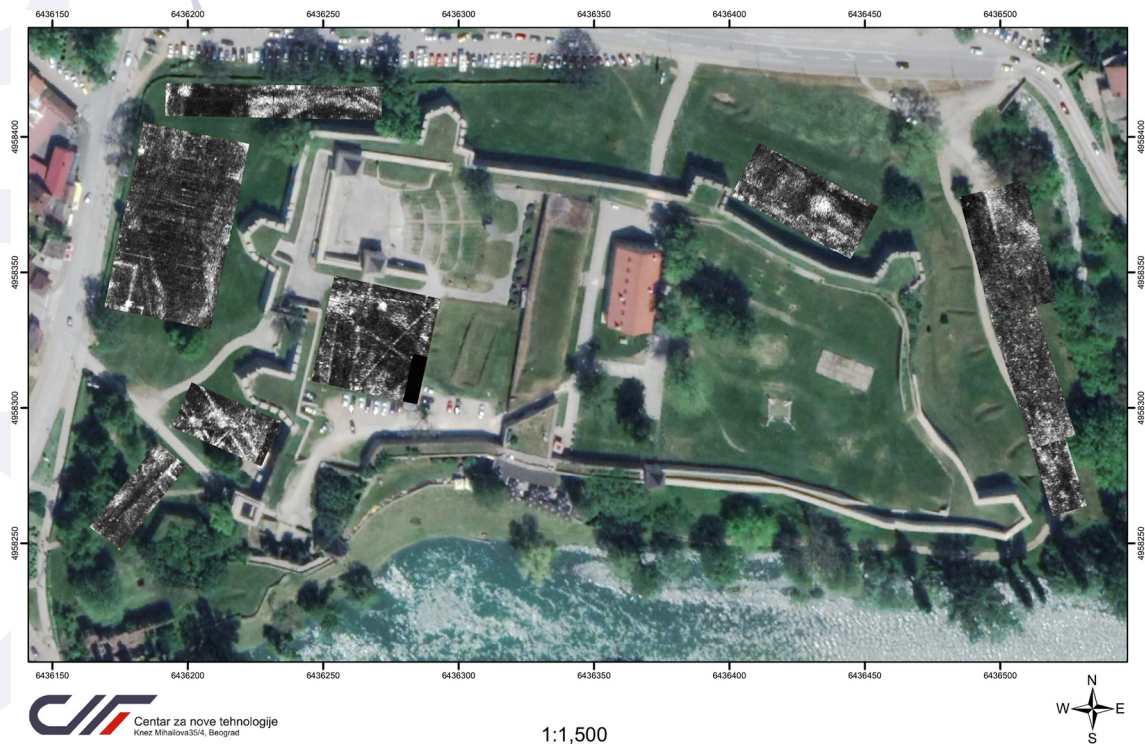 6436150 6436200 6436250 6436300 6436350 6436400 6436450 6436500
4958400 4958400
4958350 4958350
4958300 4958300
4958250 4958250
6436150 6436200 6436250 6436300 6436350 6436400 6436450 6436500
Centar za nove tehnologije
Knez Mihailova35/4, Beograd
1:1,500
N
W E
S